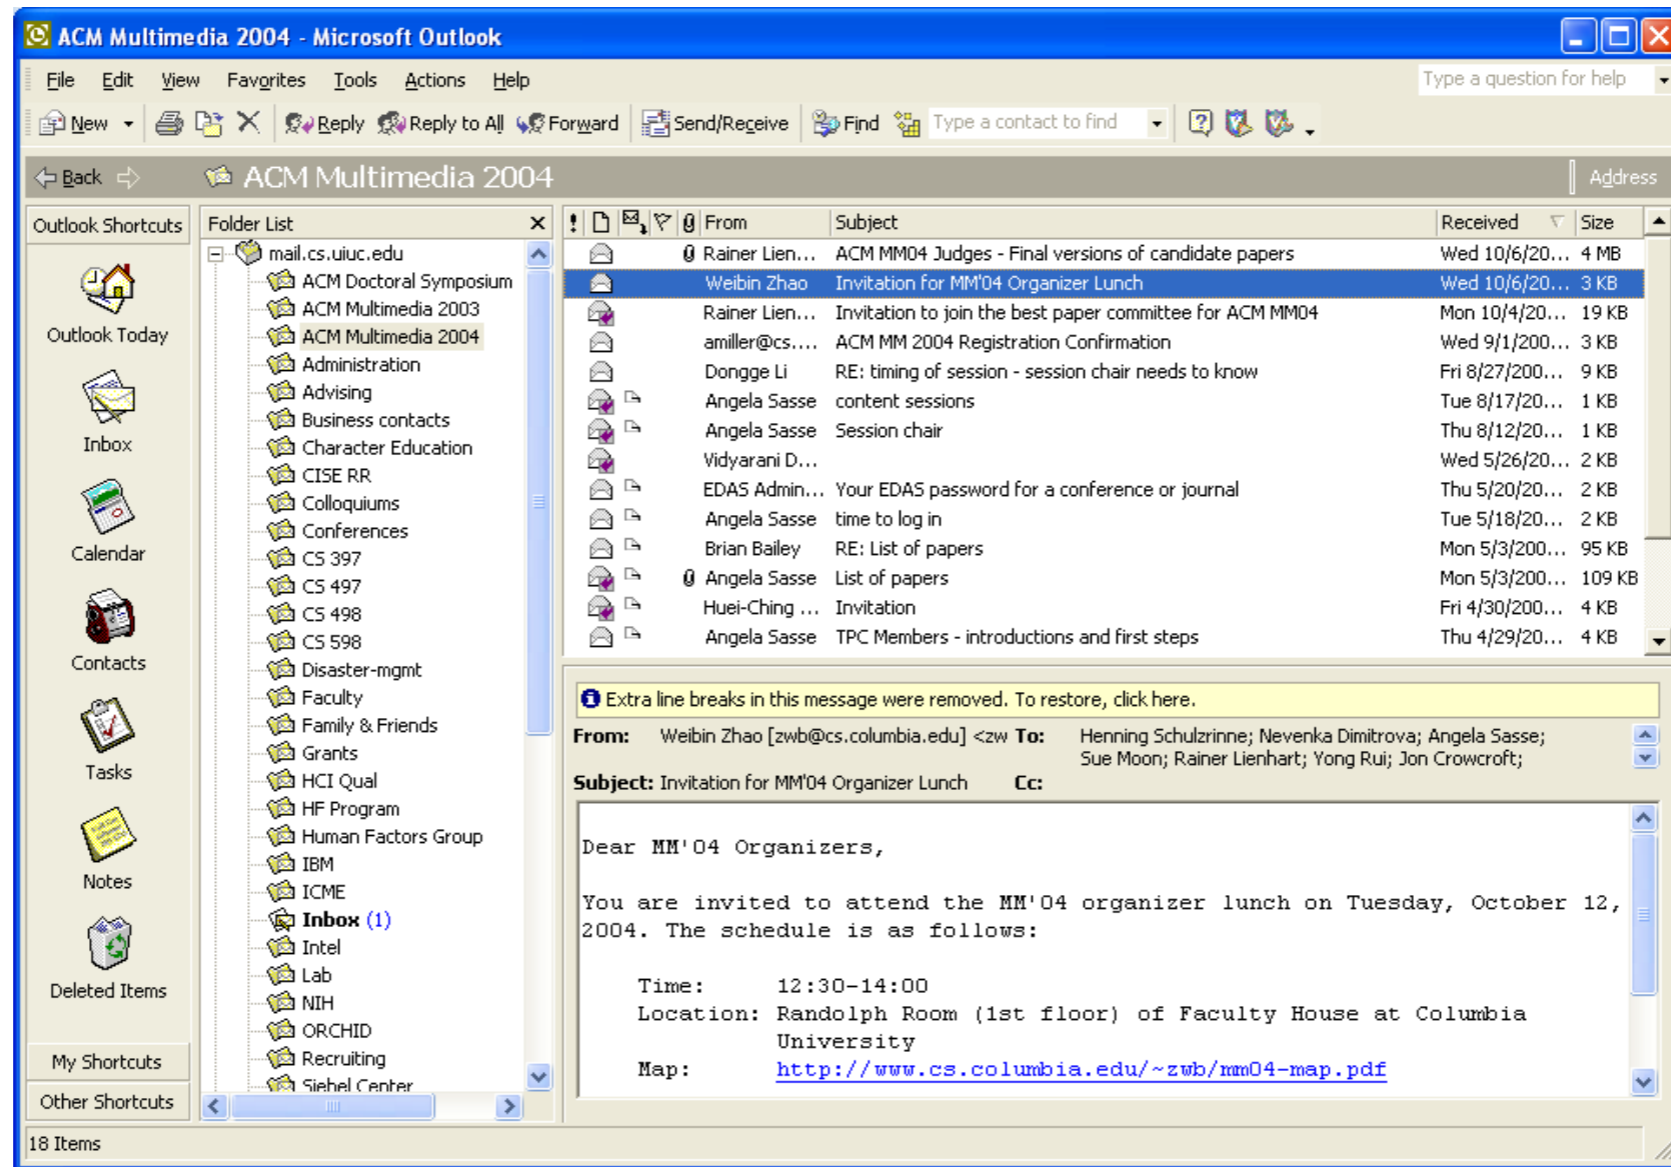 ACM Multimedia 2004 - Microsoft Outlook
File Edit View Favorites Tools Actions Help Type a question for help
New Reply Reply to All Forward Send/Receive Find Type a contact to find
Back ACM Multimedia 2004 Address
Outlook Shortcuts
Outlook Today
Inbox
Calendar
Contacts
Tasks
Notes
Deleted Items
My Shortcuts
Other Shortcuts
Folder List
mail.cs.uiuc.edu
ACM Doctoral Symposium
ACM Multimedia 2003
ACM Multimedia 2004
Administration
Advising
Business contacts
Character Education
CISE RR
Colloquiums
Conferences
CS 397
CS 497
CS 498
CS 598
Disaster-mgmt
Faculty
Family & Friends
Grants
HCI Qual
HF Program
Human Factors Group
IBM
ICME
Inbox (1)
Intel
Lab
NIH
ORCHID
Recruiting
Siebel Center
From Subject Received Size
Rainer Lien... ACM MM04 Judges - Final versions of candidate papers Wed 10/6/20... 4 MB
Weibin Zhao Invitation for MM'04 Organizer Lunch Wed 10/6/20... 3 KB
Rainer Lien... Invitation to join the best paper committee for ACM MM04 Mon 10/4/20... 19 KB
amiller@cs.... ACM MM 2004 Registration Confirmation Wed 9/1/200... 3 KB
Dongge Li RE: timing of session - session chair needs to know Fri 8/27/200... 9 KB
Angela Sasse content sessions Tue 8/17/20... 1 KB
Angela Sasse Session chair Thu 8/12/20... 1 KB
Vidyarani D... Wed 5/26/20... 2 KB
EDAS Admin... Your EDAS password for a conference or journal Thu 5/20/20... 2 KB
Angela Sasse time to log in Tue 5/18/20... 2 KB
Brian Bailey RE: List of papers Mon 5/3/200... 95 KB
Angela Sasse List of papers Mon 5/3/200... 109 KB
Huei-Ching ... Invitation Fri 4/30/200... 4 KB
Angela Sasse TPC Members - introductions and first steps Thu 4/29/20... 4 KB
Extra line breaks in this message were removed. To restore, click here.
From: Weibin Zhao [zwb@cs.columbia.edu] <zw To: Henning Schulzrinne; Nevenka Dimitrova; Angela Sasse;
Sue Moon; Rainer Lienhart; Yong Rui; Jon Crowcroft;
Subject: Invitation for MM'04 Organizer Lunch Cc:
Dear MM'04 Organizers,
You are invited to attend the MM'04 organizer lunch on Tuesday, October 12,
2004. The schedule is as follows:
Time: 12:30-14:00
Location: Randolph Room (1st floor) of Faculty House at Columbia
University
Map: http://www.cs.columbia.edu/~zwb/mm04-map.pdf
18 Items